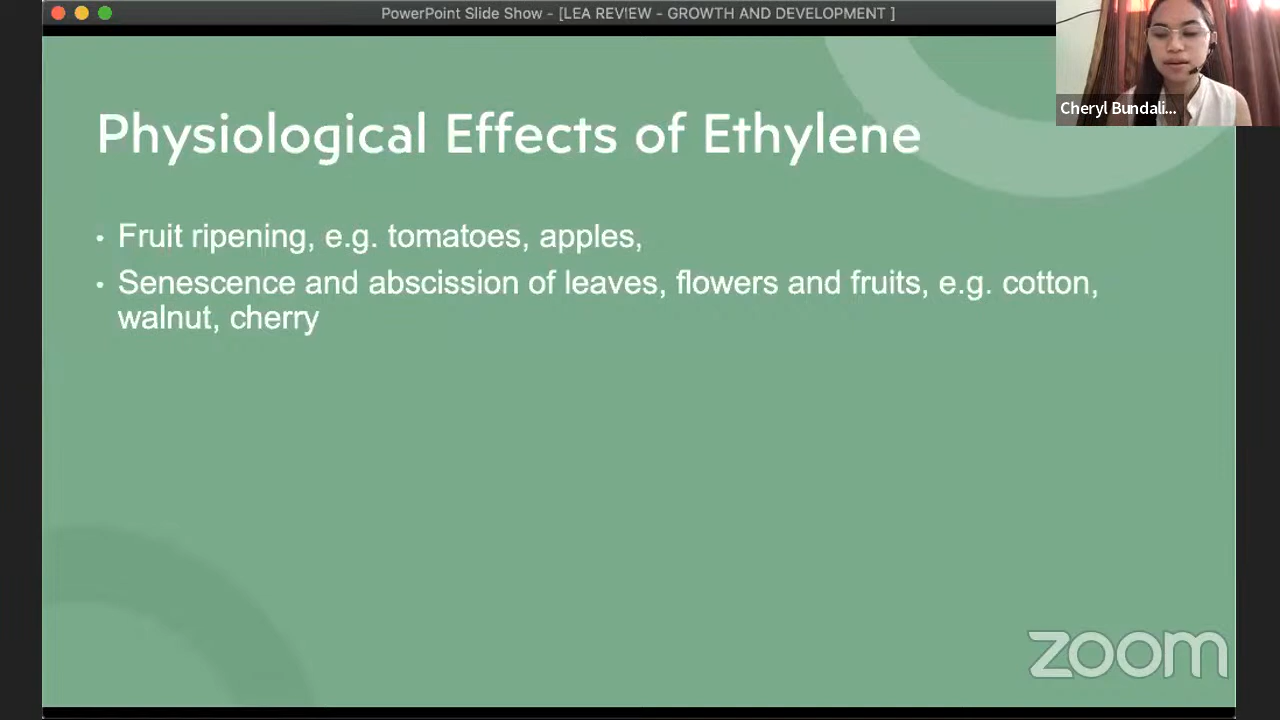 PowerPoint Slide Show - [LEA REVIEW - GROWTH AND DEVELOPMENT ]
Cheryl Bundali...
Physiological Effects of Ethylene
• Fruit ripening, e.g. tomatoes, apples,
• Senescence and abscission of leaves, flowers and fruits, e.g. cotton,
walnut, cherry
zoom